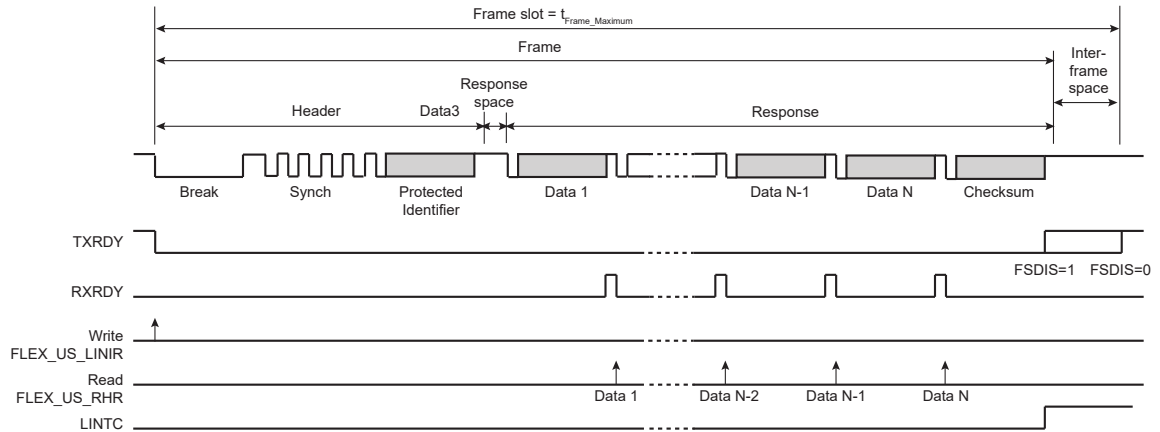 Frame slot = tFrame_Maximum
Frame
Inter-
frame
space
Response
space
Header
Data3
Response
Break
Synch
Protected
Identifier
Data 1
Data N-1
Data N
Checksum
TXRDY
FSDIS=1
FSDIS=0
RXRDY
Write
FLEX_US_LINIR
Read
FLEX_US_RHR
Data 1
Data N-2
Data N-1
Data N
LINTC